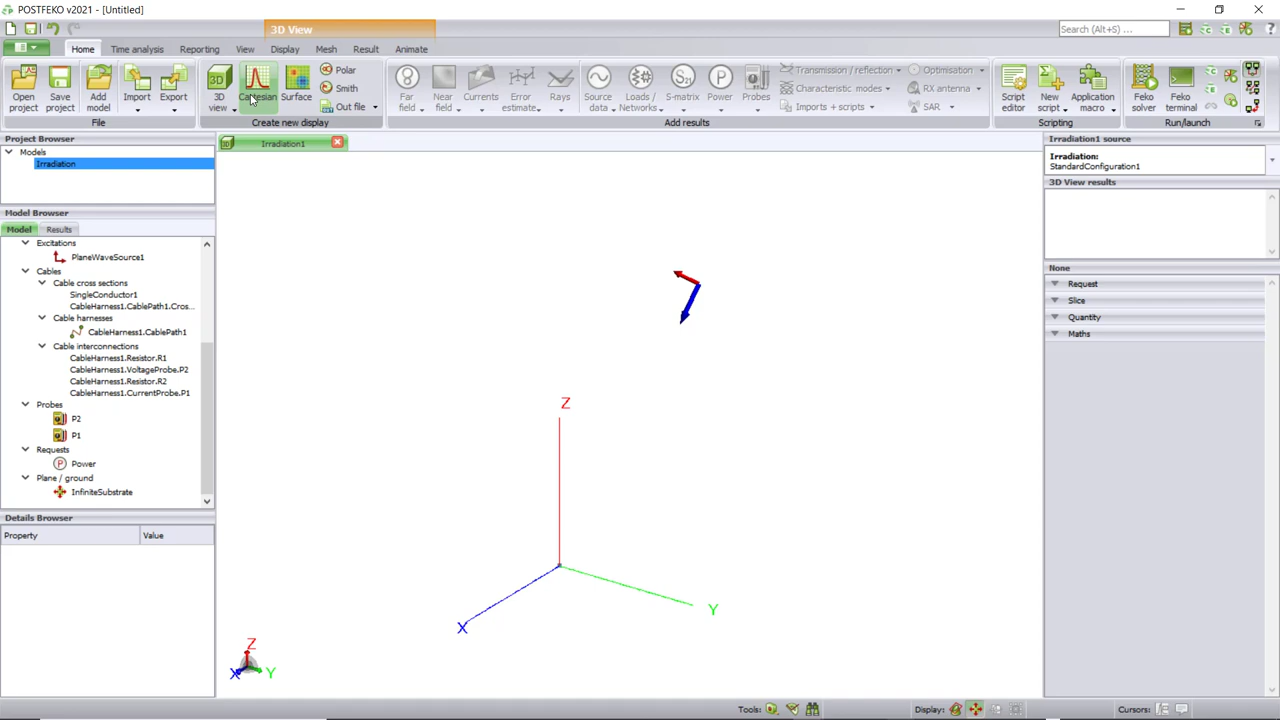 POSTFEKO v2021 - [Untitled]
3D View
Search (Alt+S)
Home
Time analysis
Reporting
View
Display
Mesh
Result
Animate
Open project
Save project
Add model
Import
Export
3D view
Cartesian
Surface
Polar
Smith
Out file
Far field
Near field
Currents
Error estimate
Rays
Source data
Loads / Networks
S-matrix
Power
Probes
Transmission / reflection
Characteristic modes
Imports + scripts
Optimisation
RX antenna
SAR
Script editor
New script
Application macro
Feko solver
Feko terminal
File
Create new display
Add results
Scripting
Run/launch
Project Browser
Models
Irradiation
Model Browser
Model
Results
Excitations
PlaneWaveSource1
Cables
Cable cross sections
SingleConductor1
CableHarness1.CablePath1.Cros...
Cable harnesses
CableHarness1.CablePath1
Cable interconnections
CableHarness1.Resistor.R1
CableHarness1.VoltageProbe.P2
CableHarness1.Resistor.R2
CableHarness1.CurrentProbe.P1
Probes
P2
P1
Requests
Power
Plane / ground
InfiniteSubstrate
Details Browser
Property
Value
Irradiation1
Z
X
Y
Z
X
Y
Irradiation1 source
Irradiation:
StandardConfiguration1
3D View results
None
Request
Slice
Quantity
Maths
Tools:
Display:
Cursors: